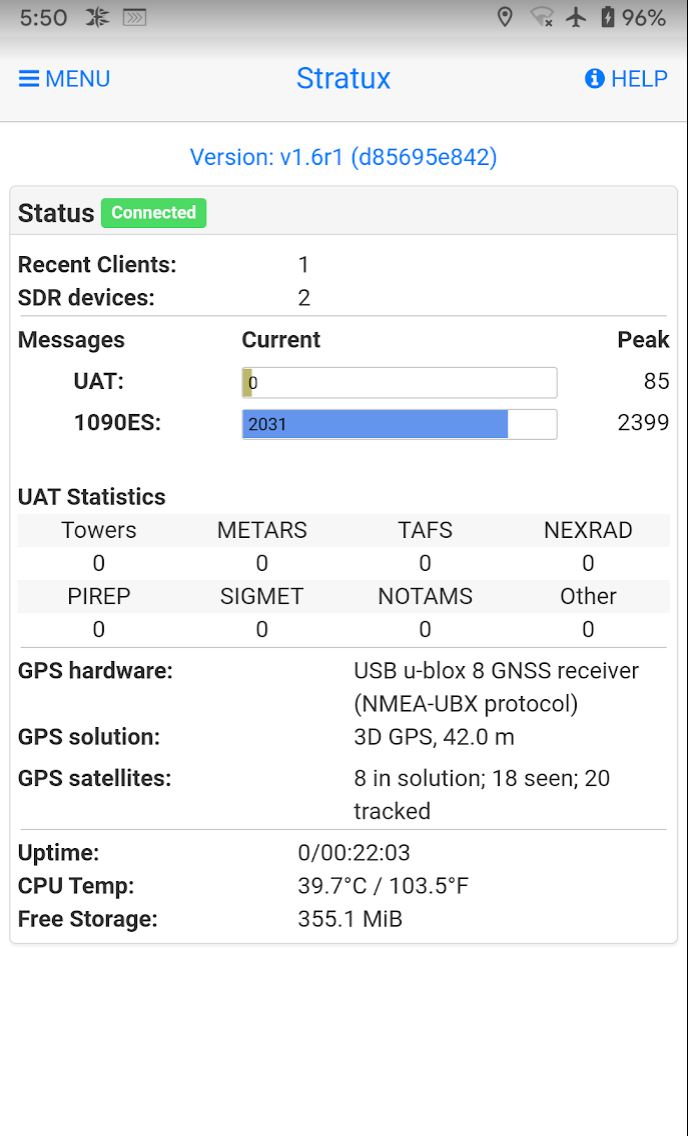 5:50 96%
MENU Stratux HELP
Version: v1.6r1 (d85695e842)
Status Connected
Recent Clients: 1
SDR devices: 2
Messages Current Peak
UAT: 0 85
1090ES: 2031 2399
UAT Statistics
Towers METARS TAFS NEXRAD
0 0 0 0
PIREP SIGMET NOTAMS Other
0 0 0 0
GPS hardware: USB u-blox 8 GNSS receiver
(NMEA-UBX protocol)
GPS solution: 3D GPS, 42.0 m
GPS satellites: 8 in solution; 18 seen; 20
tracked
Uptime: 0/00:22:03
CPU Temp: 39.7°C / 103.5°F
Free Storage: 355.1 MiB